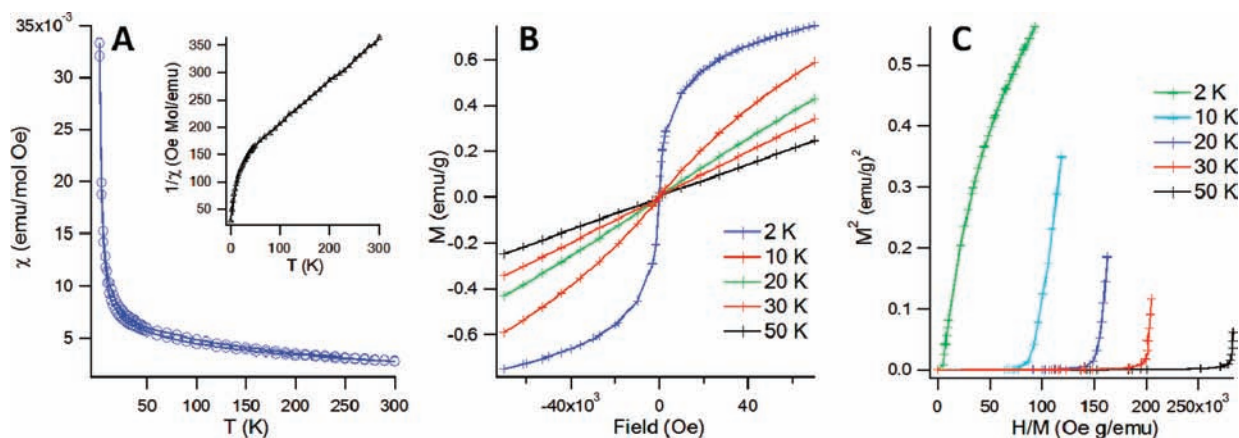 A
35x10⁻³
30
25
20
15
10
5
χ (emu/mol Oe)
50 100 150 200 250 300
T (K)
350
300
250
200
150
100
50
1/χ (Oe Mol/emu)
0 100 200 300
T (K)
B
0.6
0.4
0.2
0.0
-0.2
-0.4
-0.6
M (emu/g)
2 K
10 K
20 K
30 K
50 K
-40x10³ 0 40
Field (Oe)
C
0.5
0.4
0.3
0.2
0.1
0.0
M² (emu/g)²
2 K
10 K
20 K
30 K
50 K
0 50 100 150 200 250x10³
H/M (Oe g/emu)